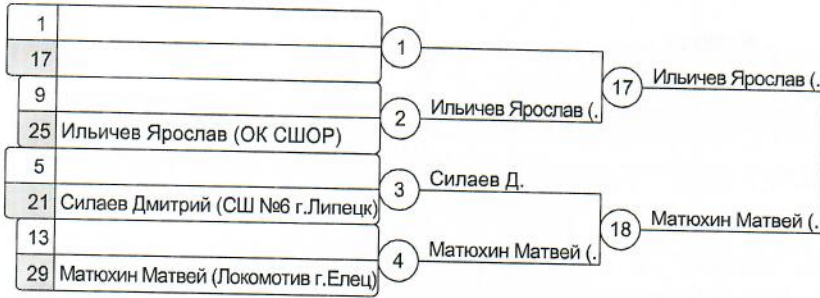 1
17
1
17
Ильичев Ярослав (.
9
25 Ильичев Ярослав (ОК СШОР)
2
Ильичев Ярослав (.
5
21 Силаев Дмитрий (СШ №6 г.Липецк)
3
Силаев Д.
18
Матюхин Матвей (.
13
29 Матюхин Матвей (Локомотив г.Елец)
4
Матюхин Матвей (.